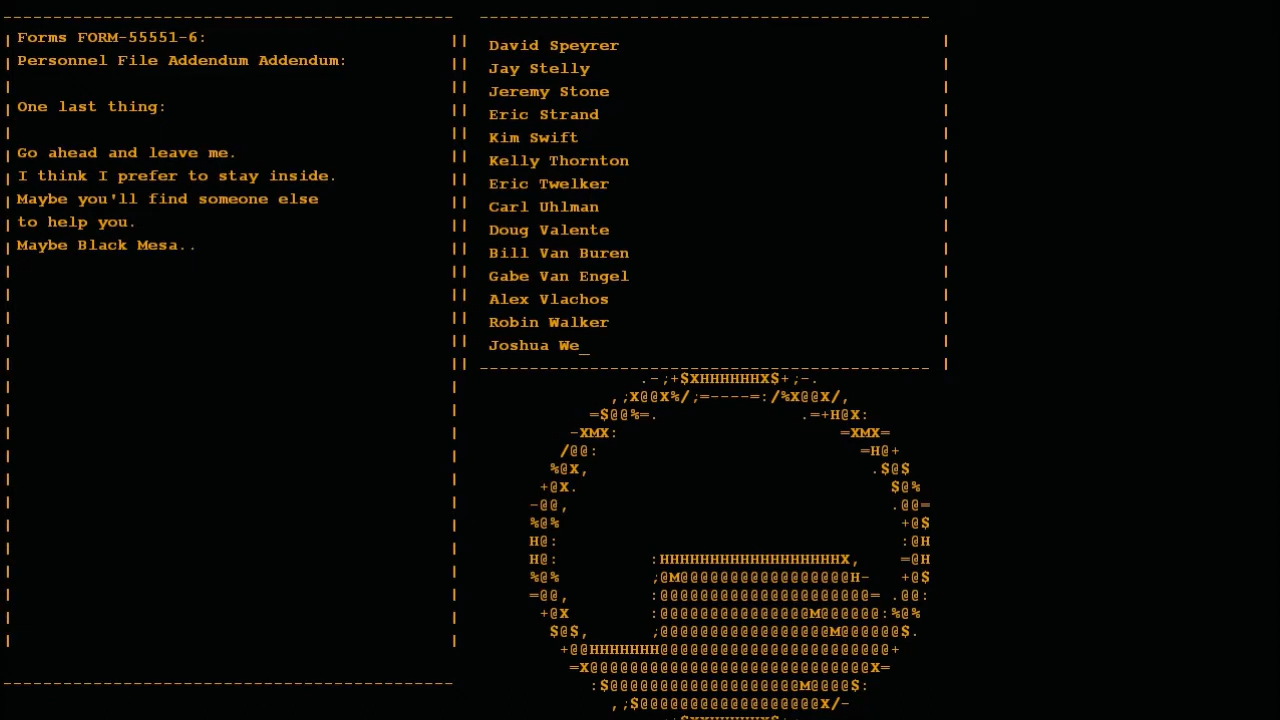 Forms FORM-55551-6:
Personnel File Addendum Addendum:
One last thing:
Go ahead and leave me.
I think I prefer to stay inside.
Maybe you'll find someone else
to help you.
Maybe Black Mesa..
David Speyrer
Jay Stelly
Jeremy Stone
Eric Strand
Kim Swift
Kelly Thornton
Eric Twelker
Carl Uhlman
Doug Valente
Bill Van Buren
Gabe Van Engel
Alex Vlachos
Robin Walker
Joshua We_